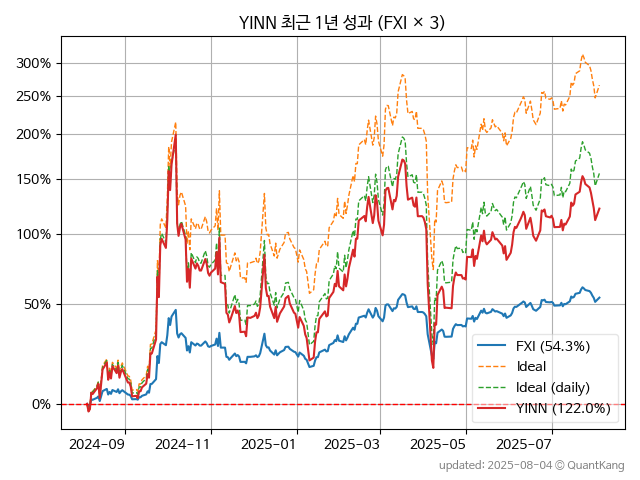 YINN 최근 1년 성과 (FXI × 3)
300%
250%
200%
150%
100%
50%
0%
FXI (54.3%)
Ideal
Ideal (daily)
YINN (122.0%)
2024-09 2024-11 2025-01 2025-03 2025-05 2025-07
updated: 2025-08-04 © QuantKang